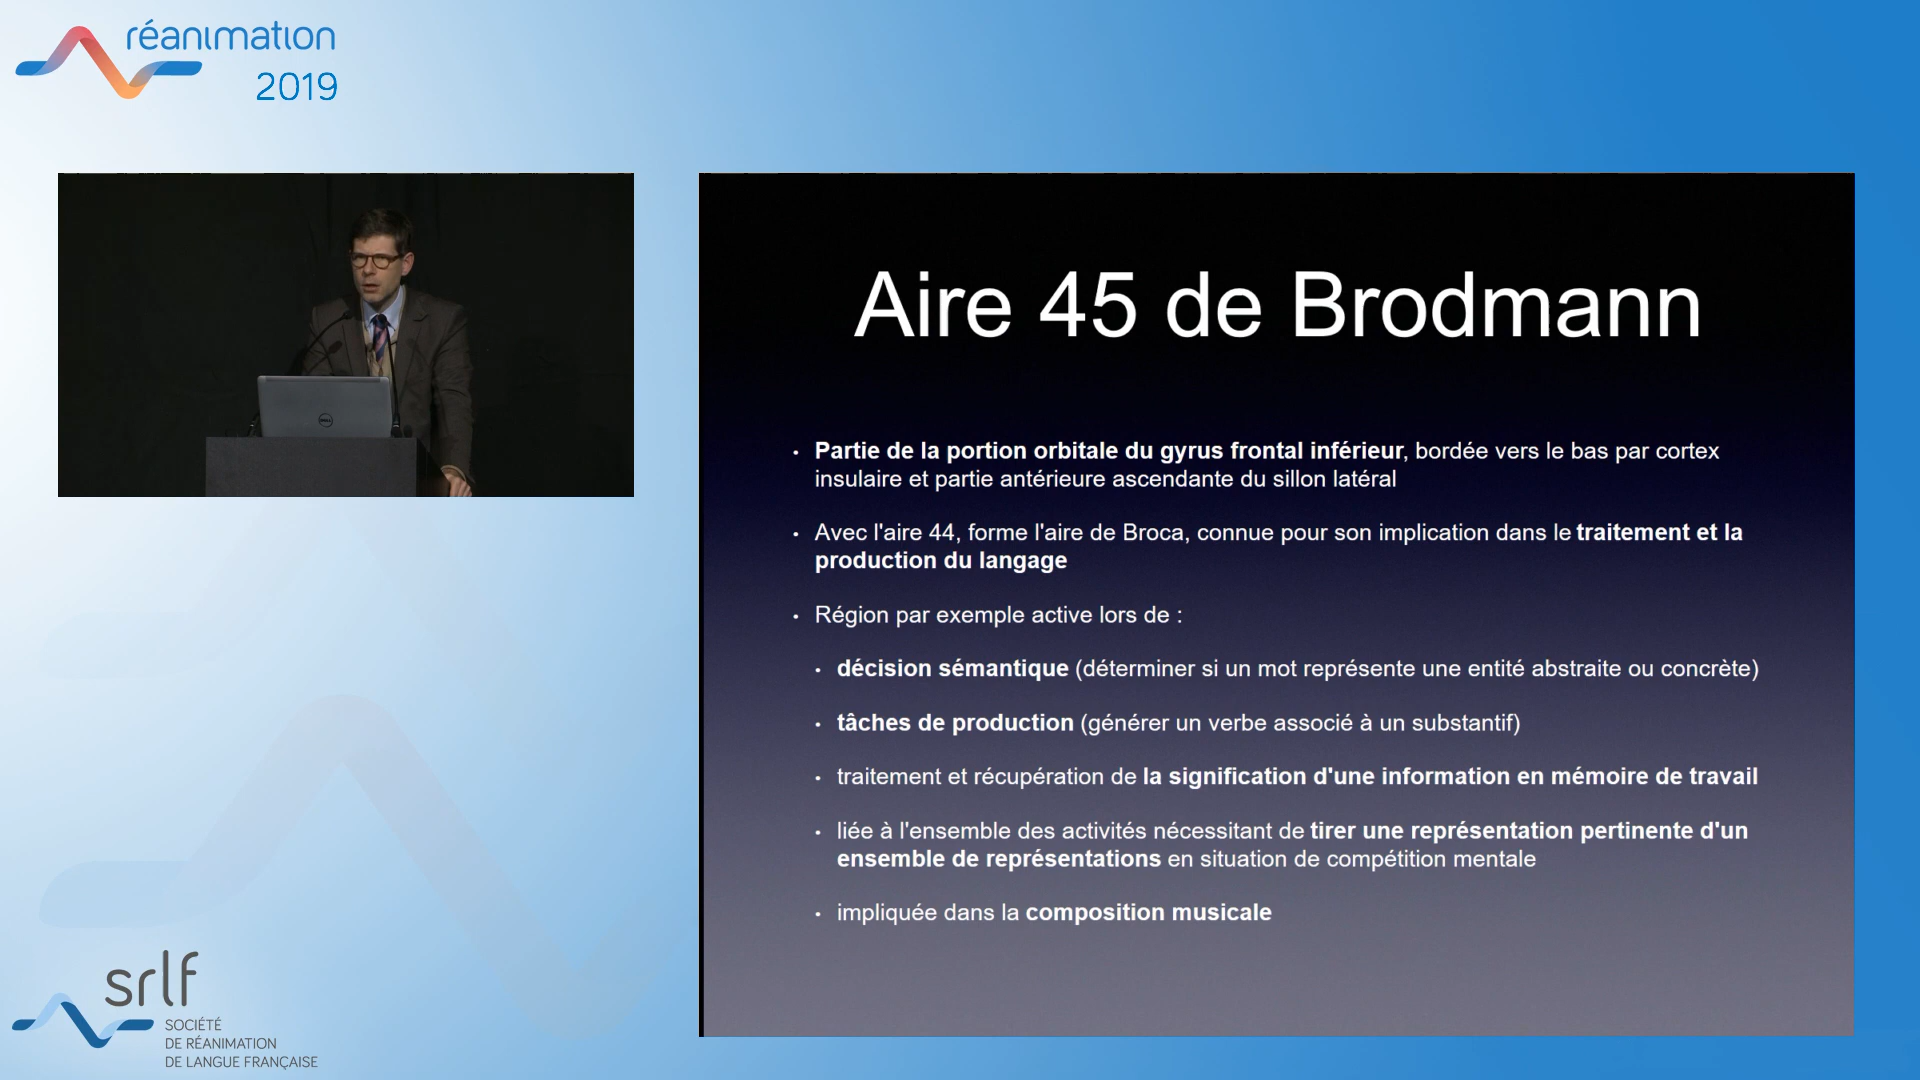 réanimation
2019
Aire 45 de Brodmann
• Partie de la portion orbitale du gyrus frontal inférieur, bordée vers le bas par cortex
insulaire et partie antérieure ascendante du sillon latéral
• Avec l'aire 44, forme l'aire de Broca, connue pour son implication dans le traitement et la
production du langage
• Région par exemple active lors de :
• décision sémantique (déterminer si un mot représente une entité abstraite ou concrète)
• tâches de production (générer un verbe associé à un substantif)
• traitement et récupération de la signification d'une information en mémoire de travail
• liée à l'ensemble des activités nécessitant de tirer une représentation pertinente d'un
ensemble de représentations en situation de compétition mentale
• impliquée dans la composition musicale
srlf
SOCIÉTÉ
DE RÉANIMATION
DE LANGUE FRANÇAISE
DELL